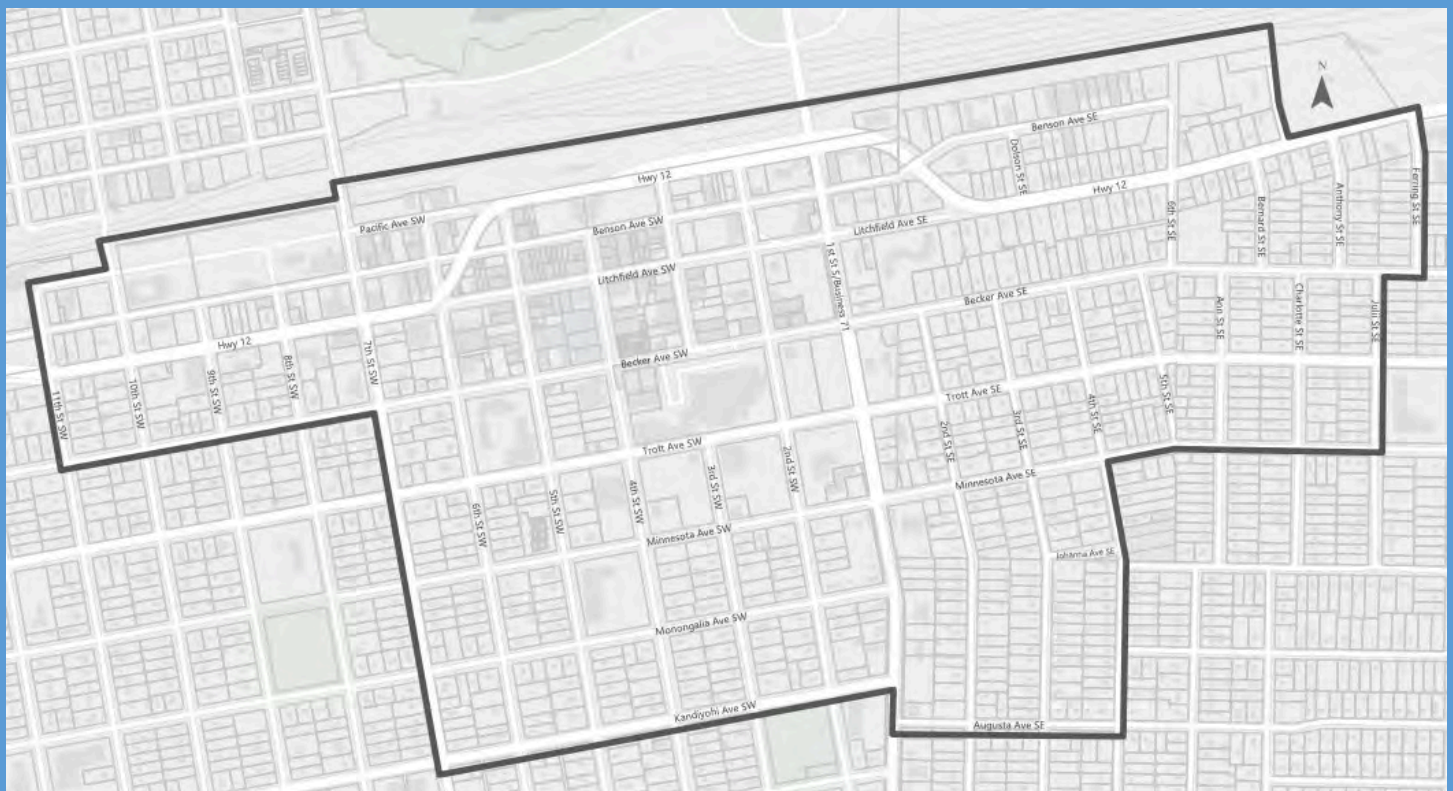 N
Benson Ave SE
Dolson St SE
Hwy 12
Hwy 12
Ferring St SE
Pacific Ave SW
Benson Ave SW
Litchfield Ave SE
6th St SE
Bernard St SE
Anthony St SE
Litchfield Ave SW
1st St S/Business 71
Becker Ave SE
Ann St SE
Charlotte St SE
Julii St SE
Hwy 12
7th St SW
8th St SW
9th St SW
10th St SW
11th St SW
Becker Ave SW
Trott Ave SE
5th St SE
4th St SE
3rd St SE
2nd St SE
Trott Ave SW
2nd St SW
3rd St SW
4th St SW
5th St SW
6th St SW
Minnesota Ave SE
Minnesota Ave SW
Johanna Ave SE
Monongalia Ave SW
Kandiyohi Ave SW
Augusta Ave SE